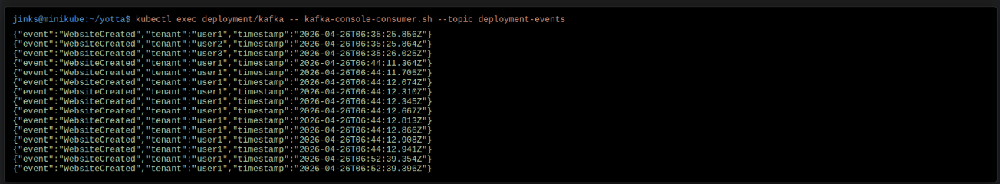 jinks@minikube:~/yotta$ kubectl exec deployment/kafka -- kafka-console-consumer.sh --topic deployment-events
{"event":"WebsiteCreated","tenant":"user1","timestamp":"2026-04-26T06:35:25.856Z"}
{"event":"WebsiteCreated","tenant":"user2","timestamp":"2026-04-26T06:35:25.864Z"}
{"event":"WebsiteCreated","tenant":"user3","timestamp":"2026-04-26T06:35:26.025Z"}
{"event":"WebsiteCreated","tenant":"user1","timestamp":"2026-04-26T06:44:11.364Z"}
{"event":"WebsiteCreated","tenant":"user1","timestamp":"2026-04-26T06:44:11.705Z"}
{"event":"WebsiteCreated","tenant":"user1","timestamp":"2026-04-26T06:44:12.074Z"}
{"event":"WebsiteCreated","tenant":"user1","timestamp":"2026-04-26T06:44:12.310Z"}
{"event":"WebsiteCreated","tenant":"user1","timestamp":"2026-04-26T06:44:12.345Z"}
{"event":"WebsiteCreated","tenant":"user1","timestamp":"2026-04-26T06:44:12.667Z"}
{"event":"WebsiteCreated","tenant":"user1","timestamp":"2026-04-26T06:44:12.813Z"}
{"event":"WebsiteCreated","tenant":"user1","timestamp":"2026-04-26T06:44:12.866Z"}
{"event":"WebsiteCreated","tenant":"user1","timestamp":"2026-04-26T06:44:12.908Z"}
{"event":"WebsiteCreated","tenant":"user1","timestamp":"2026-04-26T06:44:12.941Z"}
{"event":"WebsiteCreated","tenant":"user1","timestamp":"2026-04-26T06:52:39.354Z"}
{"event":"WebsiteCreated","tenant":"user1","timestamp":"2026-04-26T06:52:39.396Z"}